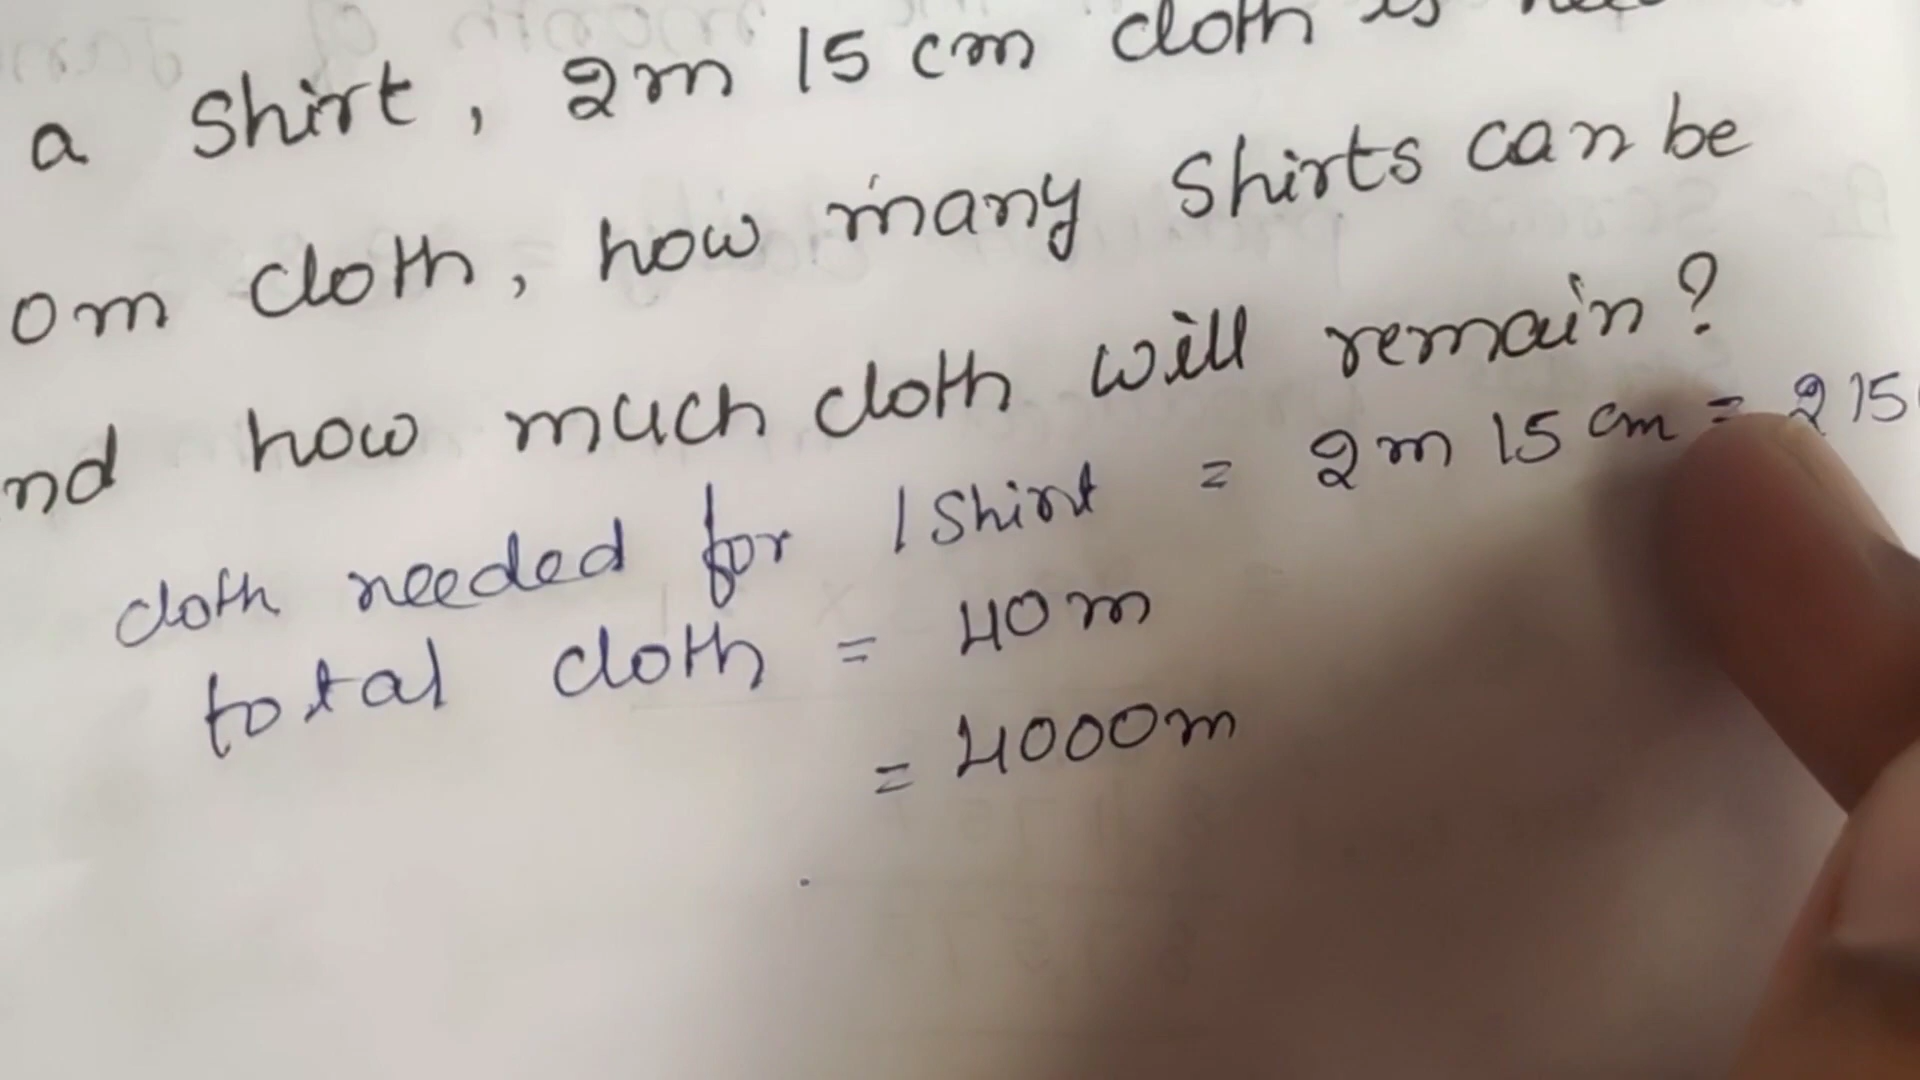 a shirt, 2m 15 cm cloth is
om cloth, how many shirts can be
nd how much cloth will remain?
cloth needed for 1 Shirt = 2m 15 cm = 215
total cloth = 40m
= 4000m